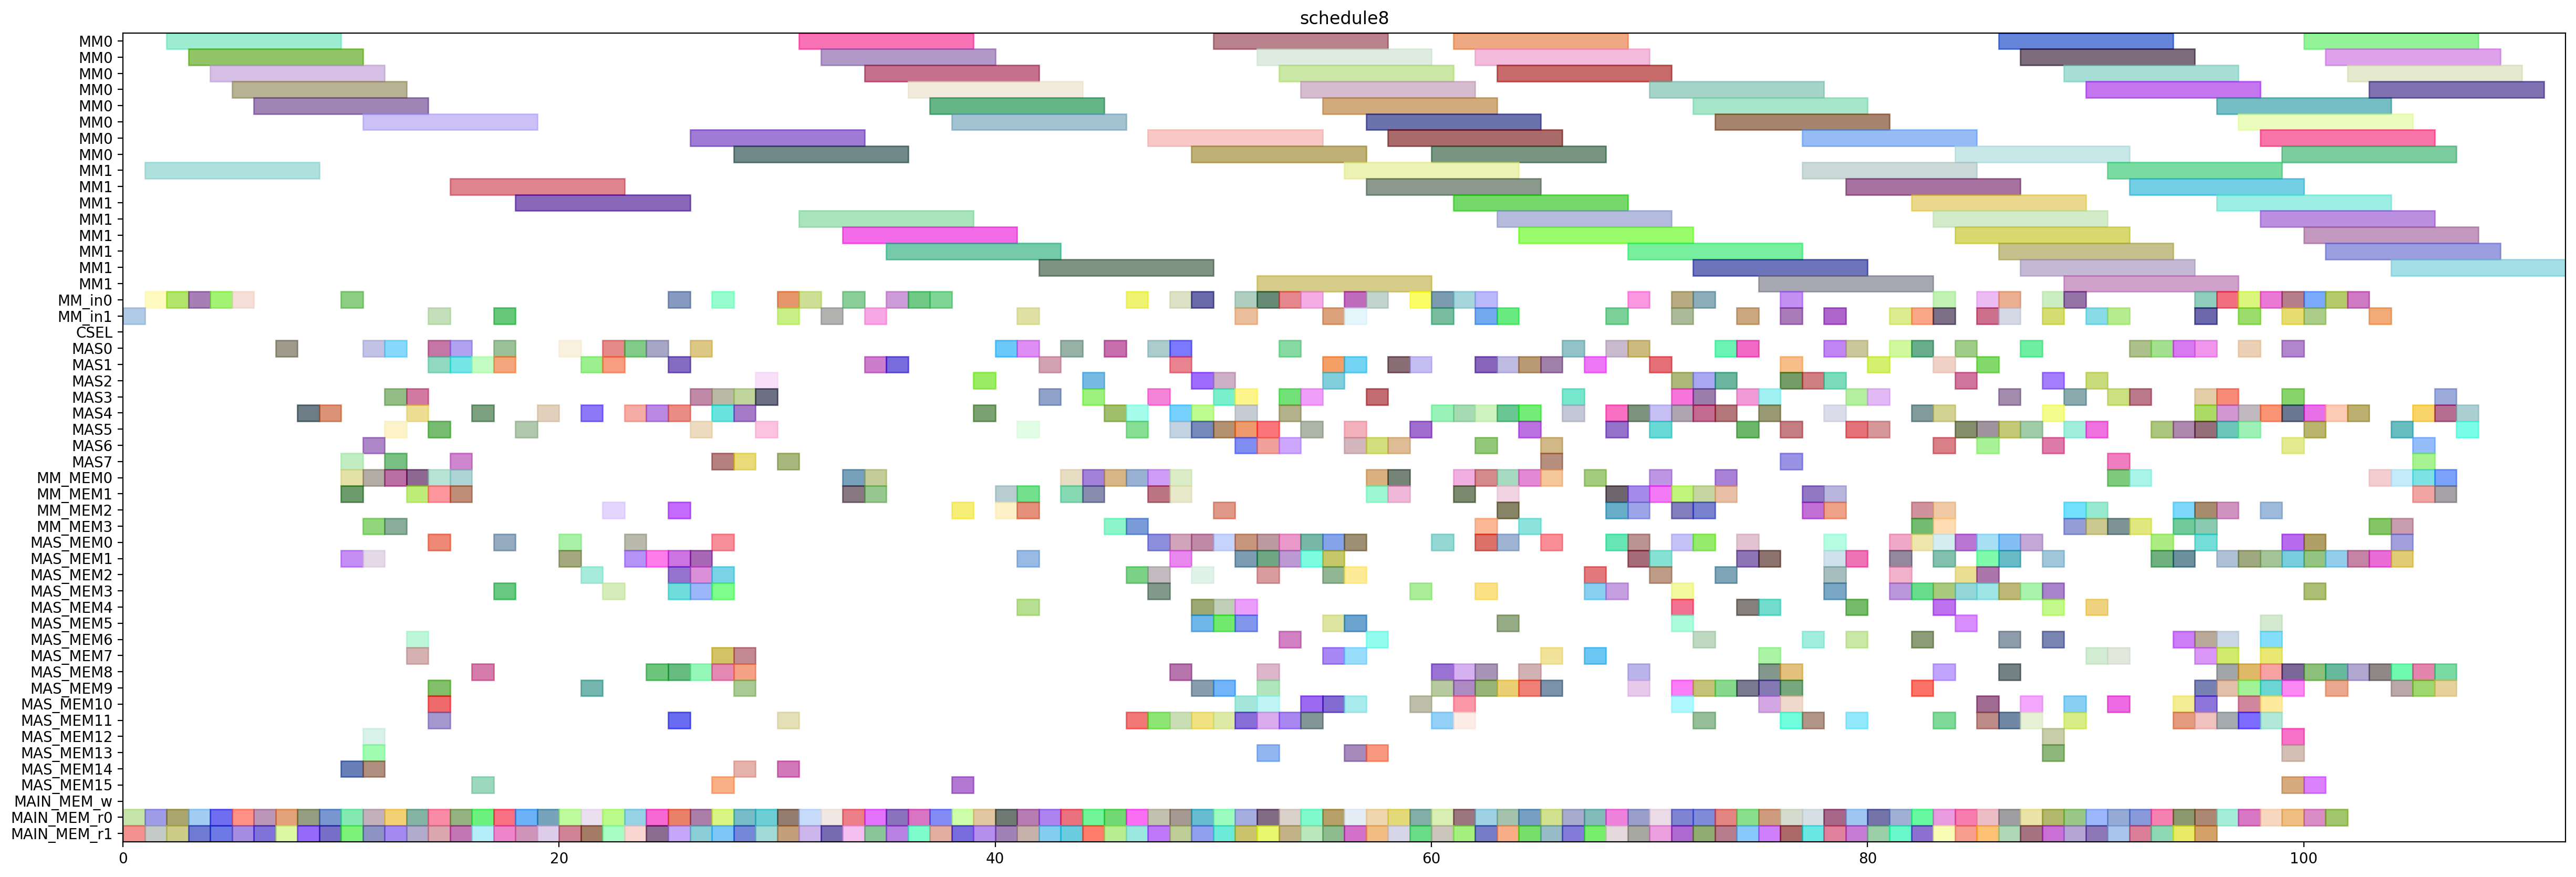 schedule8
MM0
MM0
MM0
MM0
MM0
MM0
MM0
MM0
MM1
MM1
MM1
MM1
MM1
MM1
MM1
MM1
MM_in0
MM_in1
CSEL
MAS0
MAS1
MAS2
MAS3
MAS4
MAS5
MAS6
MAS7
MM_MEM0
MM_MEM1
MM_MEM2
MM_MEM3
MAS_MEM0
MAS_MEM1
MAS_MEM2
MAS_MEM3
MAS_MEM4
MAS_MEM5
MAS_MEM6
MAS_MEM7
MAS_MEM8
MAS_MEM9
MAS_MEM10
MAS_MEM11
MAS_MEM12
MAS_MEM13
MAS_MEM14
MAS_MEM15
MAIN_MEM_w
MAIN_MEM_r0
MAIN_MEM_r1
0 20 40 60 80 100